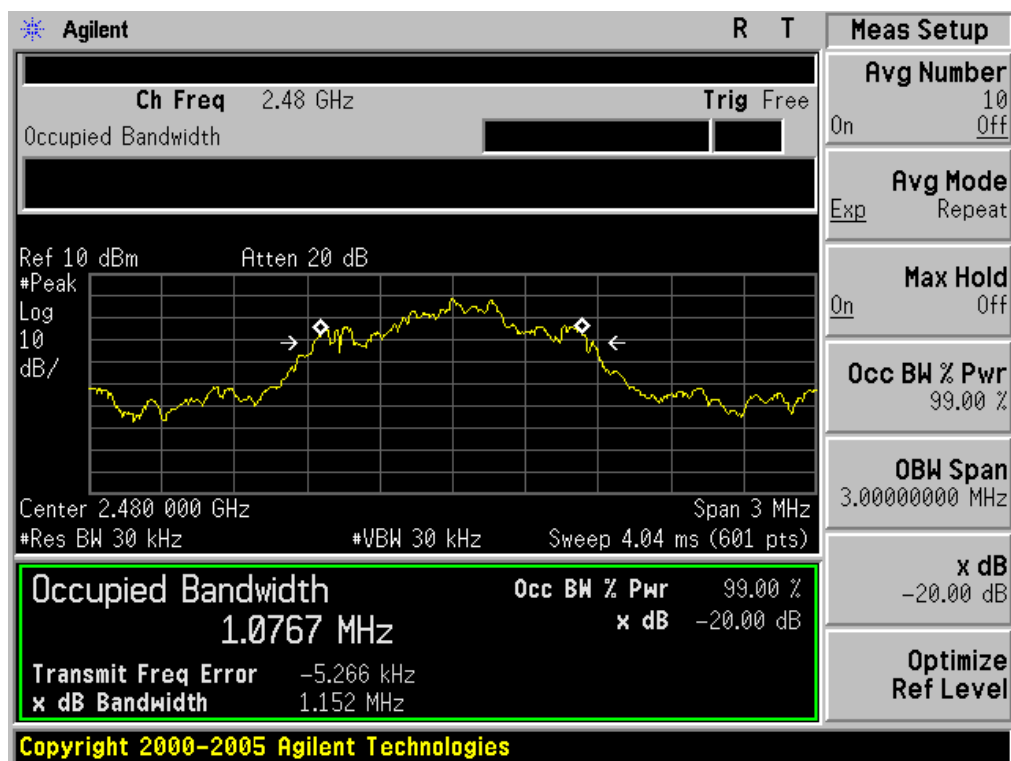 Agilent R T
Ch Freq 2.48 GHz Trig Free
Occupied Bandwidth
Ref 10 dBm Atten 20 dB
#Peak
Log
10
dB/
Center 2.480 000 GHz Span 3 MHz
#Res BW 30 kHz #VBW 30 kHz Sweep 4.04 ms (601 pts)
Occupied Bandwidth Occ BW % Pwr 99.00 %
1.0767 MHz x dB -20.00 dB
Transmit Freq Error -5.266 kHz
x dB Bandwidth 1.152 MHz
Copyright 2000-2005 Agilent Technologies
Meas Setup
Avg Number
10
On Off
Avg Mode
Exp Repeat
Max Hold
On Off
Occ BW % Pwr
99.00 %
OBW Span
3.00000000 MHz
x dB
-20.00 dB
Optimize
Ref Level